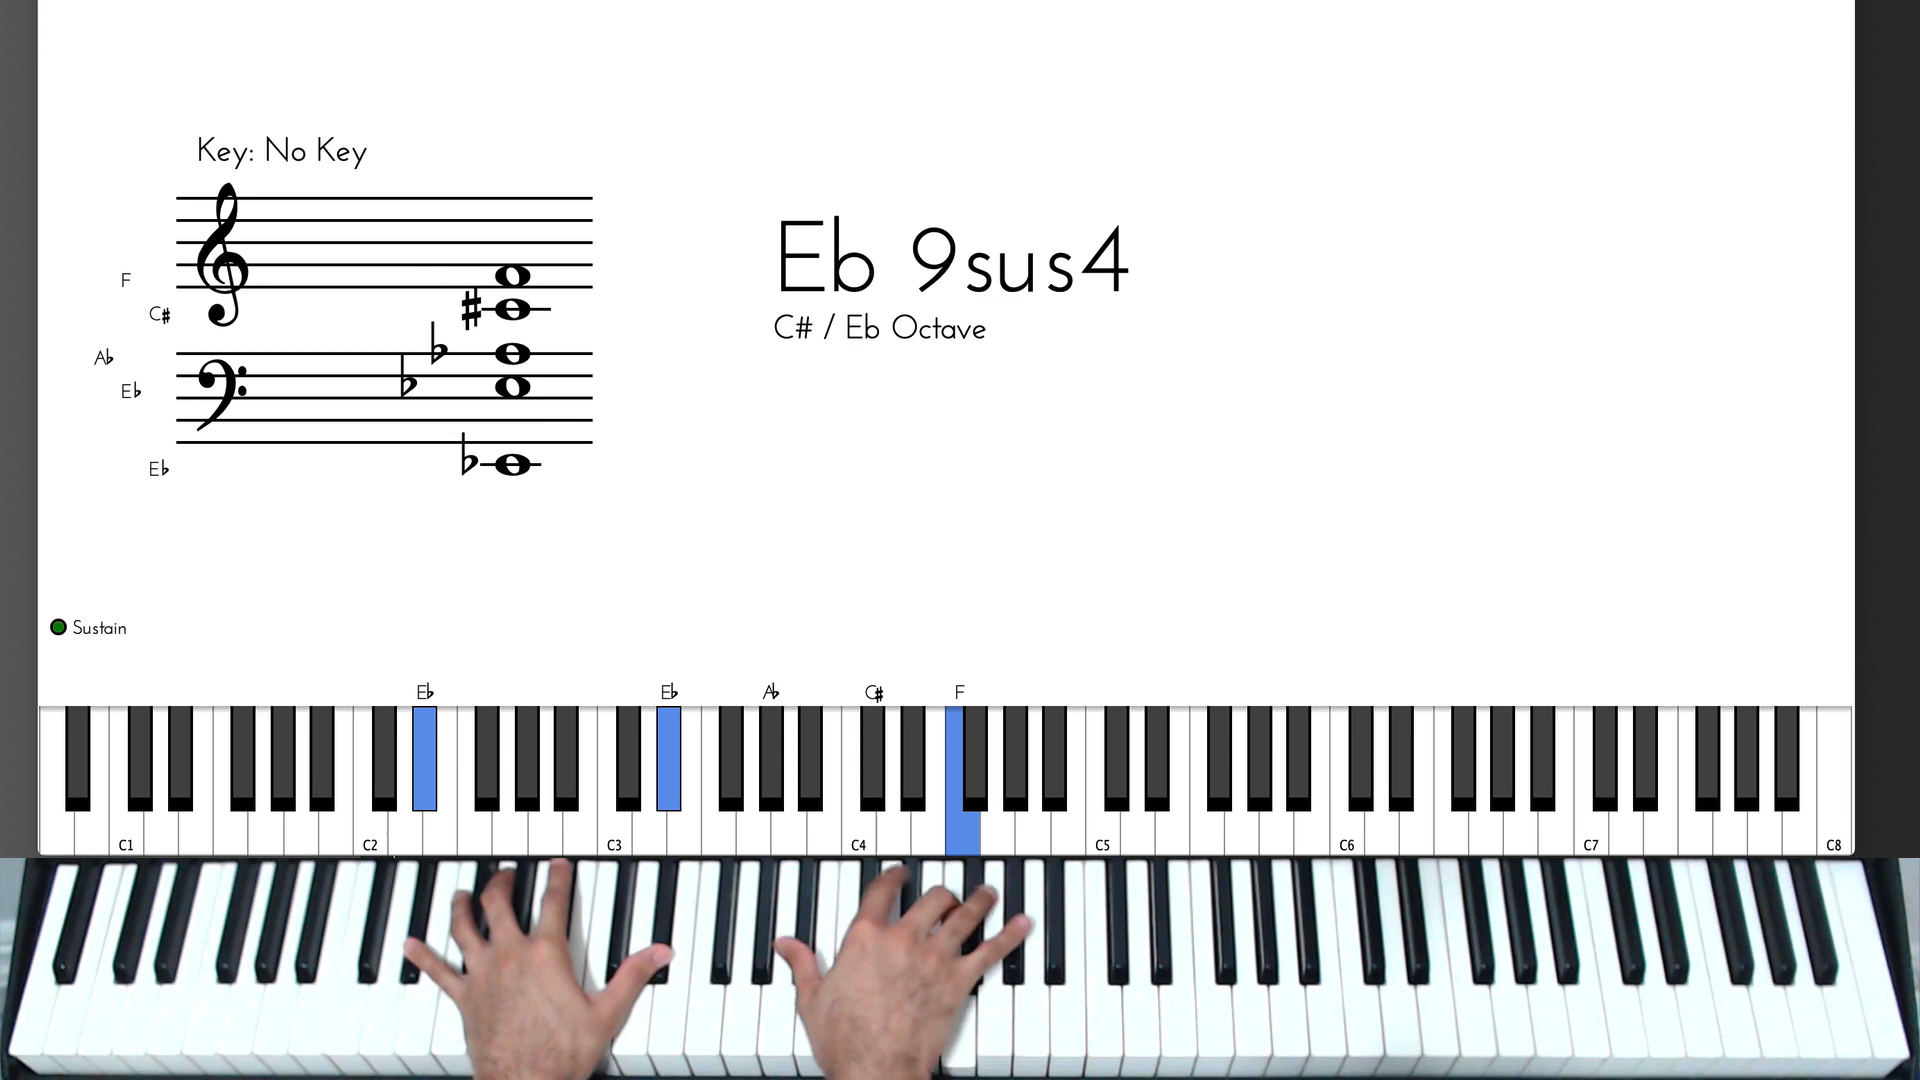 Key: No Key
F
C#
Ab
Eb
Eb
Eb 9sus4
C# / Eb Octave
Sustain
Eb Eb Ab C# F
C1 C2 C3 C4 C5 C6 C7 C8